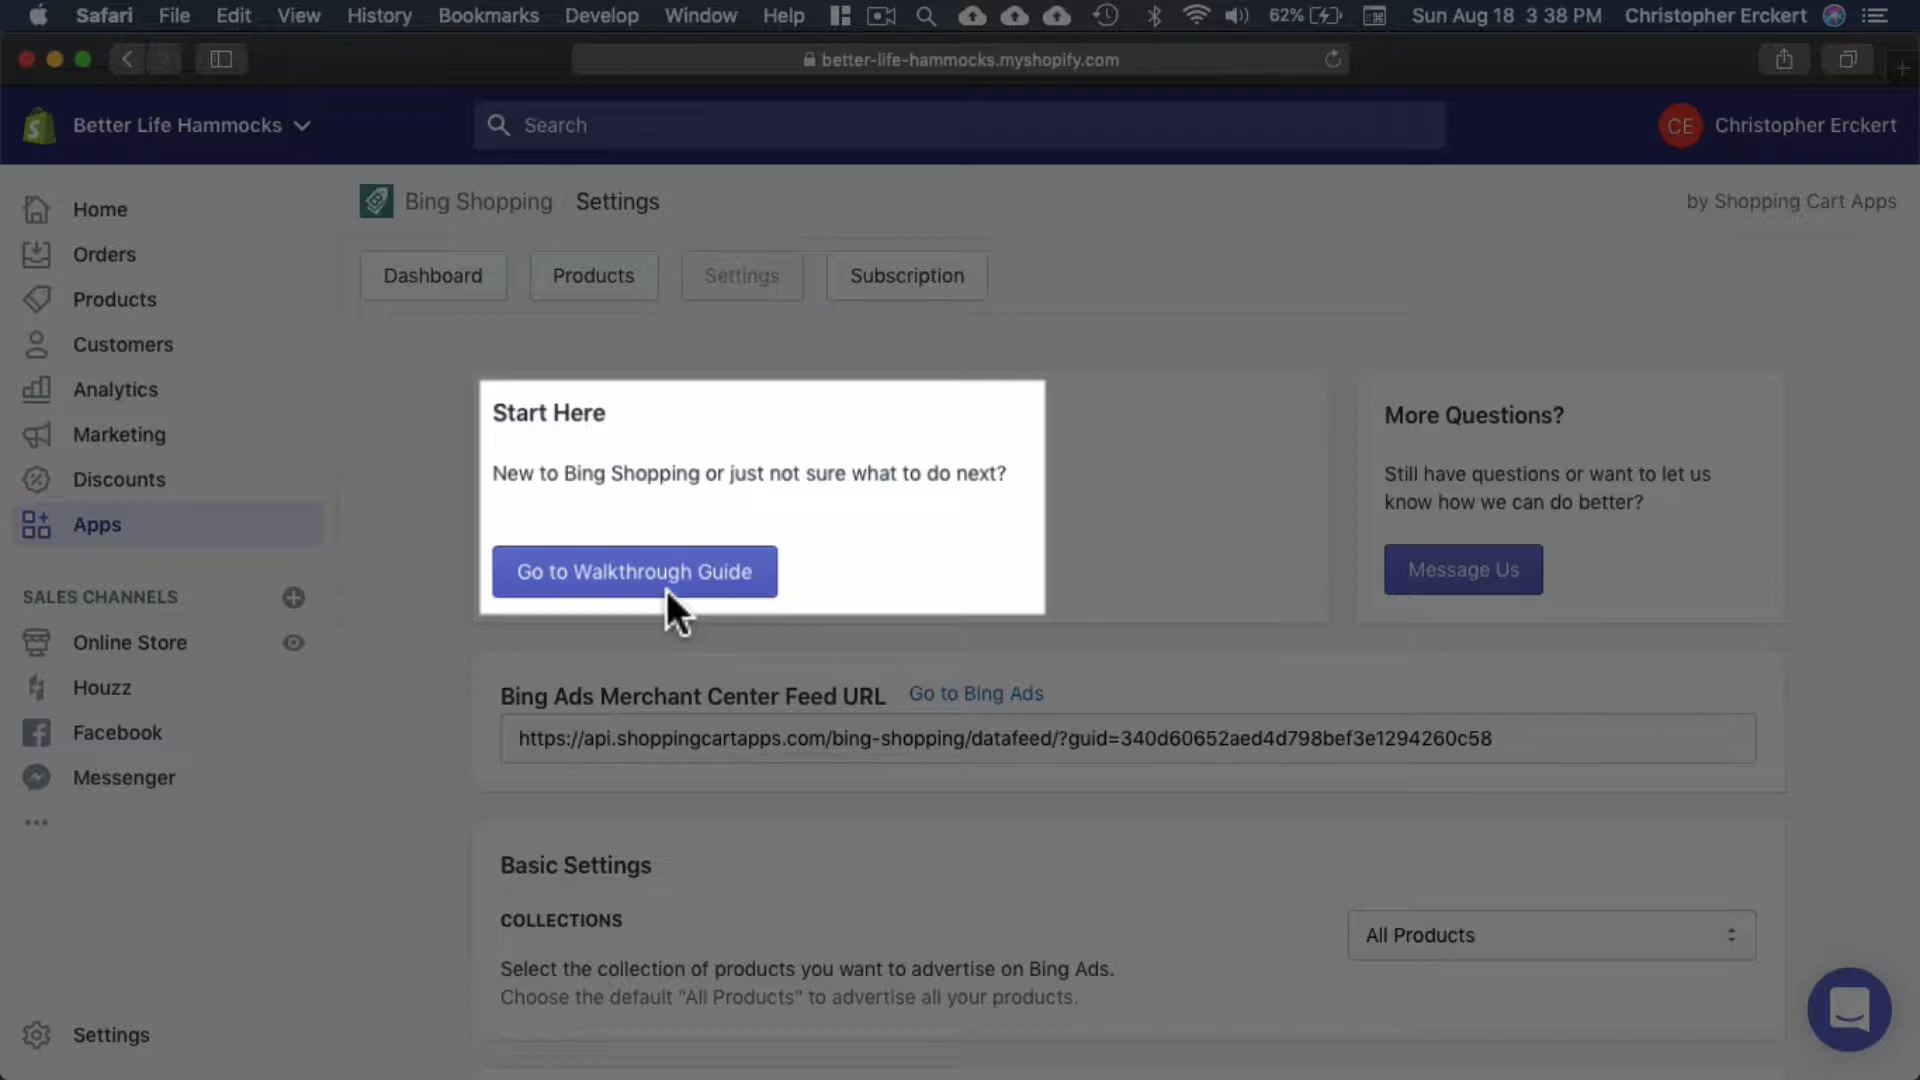 Safari File Edit View History Bookmarks Develop Window Help 62% Sun Aug 18 3 38 PM Christopher Erckert
better-life-hammocks.myshopify.com
Better Life Hammocks
Search
CE Christopher Erckert
Home
Orders
Products
Customers
Analytics
Marketing
Discounts
Apps
SALES CHANNELS
Online Store
Houzz
Facebook
Messenger
Settings
Bing Shopping Settings
by Shopping Cart Apps
Dashboard Products Settings Subscription
Start Here
New to Bing Shopping or just not sure what to do next?
Go to Walkthrough Guide
More Questions?
Still have questions or want to let us
know how we can do better?
Message Us
Bing Ads Merchant Center Feed URL Go to Bing Ads
https://api.shoppingcartapps.com/bing-shopping/datafeed/?guid=340d60652aed4d798bef3e1294260c58
Basic Settings
COLLECTIONS
Select the collection of products you want to advertise on Bing Ads.
Choose the default "All Products" to advertise all your products.
All Products